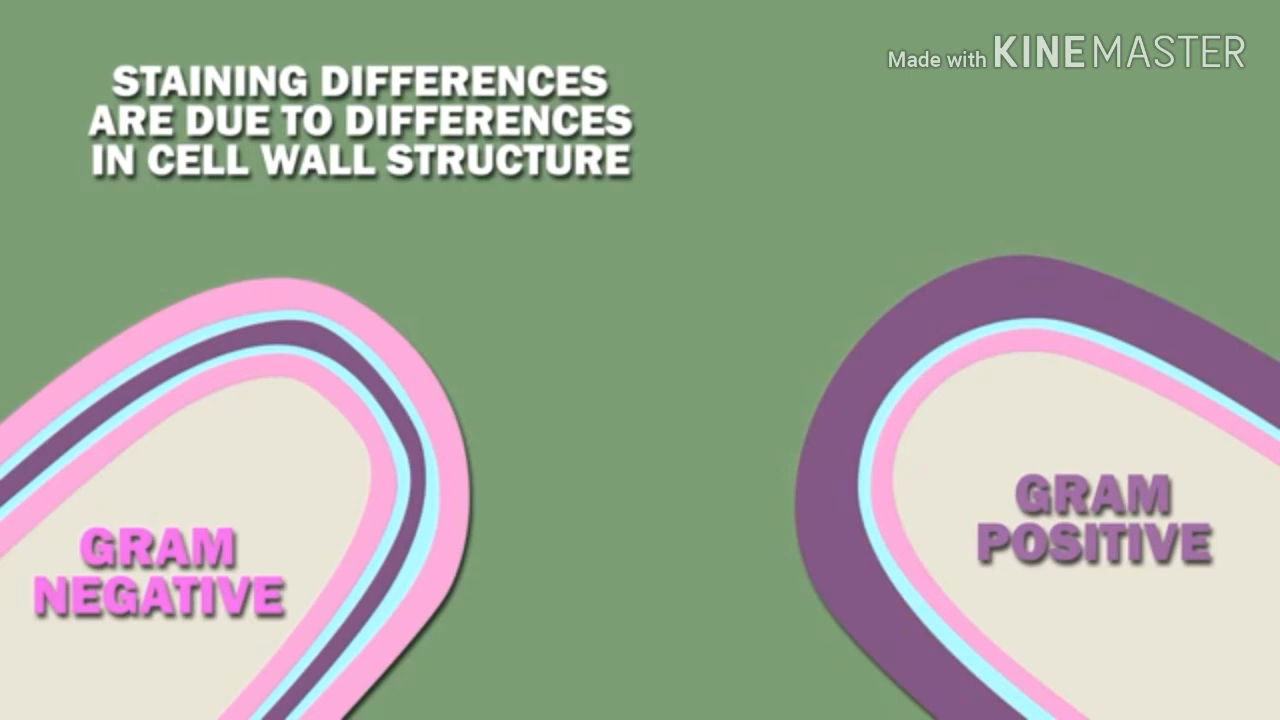 Made with KINEMASTER
STAINING DIFFERENCES
ARE DUE TO DIFFERENCES
IN CELL WALL STRUCTURE
GRAM
NEGATIVE
GRAM
POSITIVE